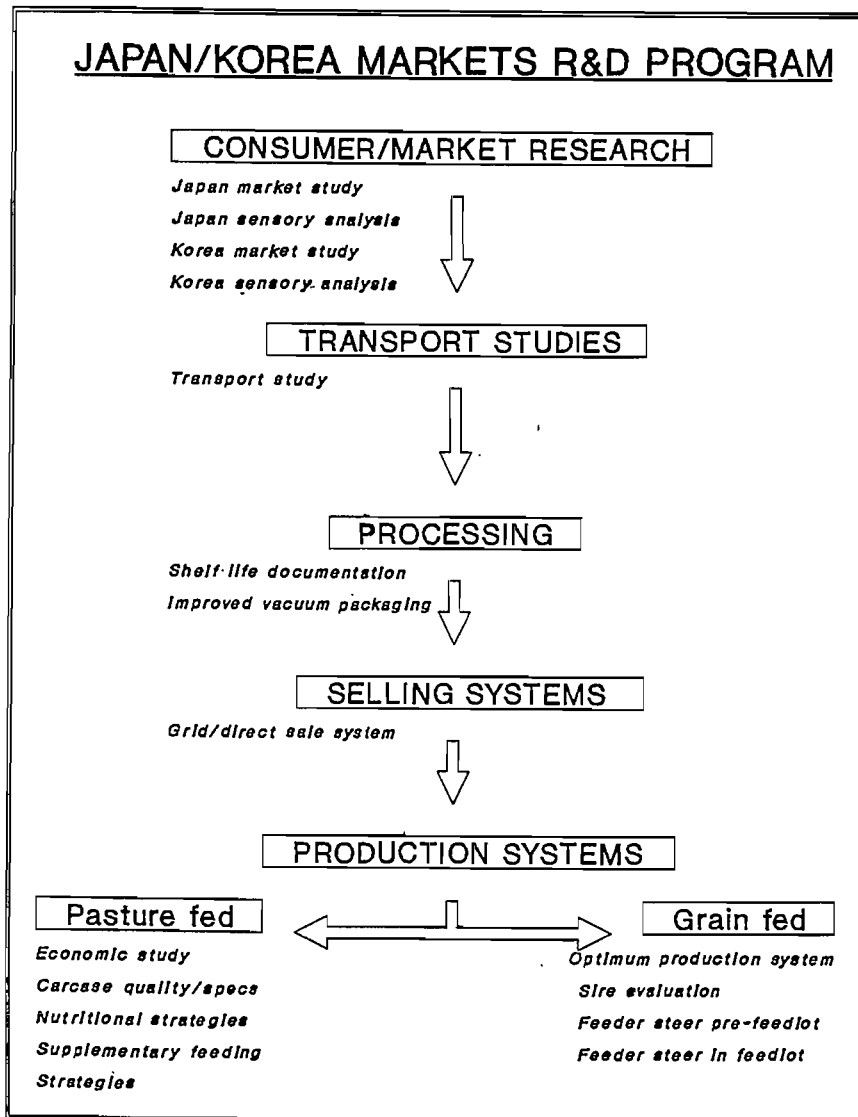 JAPAN/KOREA MARKETS R&D PROGRAM
CONSUMER/MARKET RESEARCH
Japan market study
Japan sensory analysis
Korea market study
Korea sensory analysis
TRANSPORT STUDIES
Transport study
PROCESSING
Shelf-life documentation
Improved vacuum packaging
SELLING SYSTEMS
Grid/direct sale system
PRODUCTION SYSTEMS
Pasture fed
Economic study
Carcase quality/specs
Nutritional strategies
Supplementary feeding
Strategies
Grain fed
Optimum production system
Sire evaluation
Feeder steer pre-feedlot
Feeder steer in feedlot